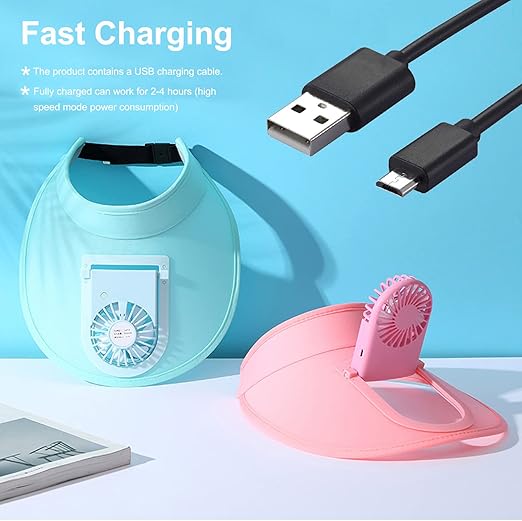 Fast Charging
* The product contains a USB charging cable.
* Fully charged can work for 2-4 hours (high
speed mode power consumption)